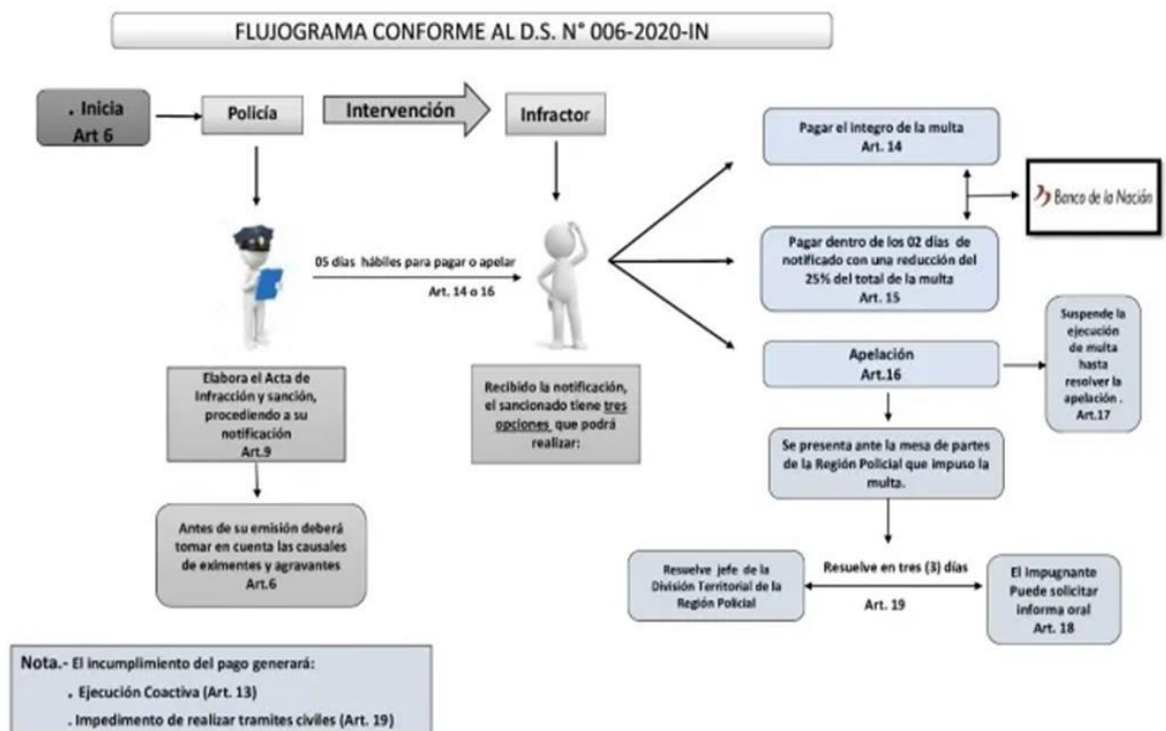 FLUJOGRAMA CONFORME AL D.S. N° 006-2020-IN
. Inicia
Art 6
Policía
Intervención
Infractor
05 días hábiles para pagar o apelar
Art. 14 o 16
Elabora el Acta de
Infracción y sanción,
procediendo a su
notificación
Art.9
Antes de su emisión deberá
tomar en cuenta las causales
de eximentes y agravantes
Art.6
Recibido la notificación,
el sancionado tiene tres
opciones que podrá
realizar:
Pagar el integro de la multa
Art. 14
Banco de la Nación
Pagar dentro de los 02 días de
notificado con una reducción del
25% del total de la multa
Art. 15
Apelación
Art.16
Suspende la
ejecución
de multa
hasta
resolver la
apelación .
Art.17
Se presenta ante la mesa de partes
de la Región Policial que impuso la
multa.
Resuelve jefe de la
División Territorial de la
Región Policial
Resuelve en tres (3) días
Art. 19
El impugnante
Puede solicitar
informa oral
Art. 18
Nota.- El incumplimiento del pago generará:
. Ejecución Coactiva (Art. 13)
. Impedimento de realizar tramites civiles (Art. 19)